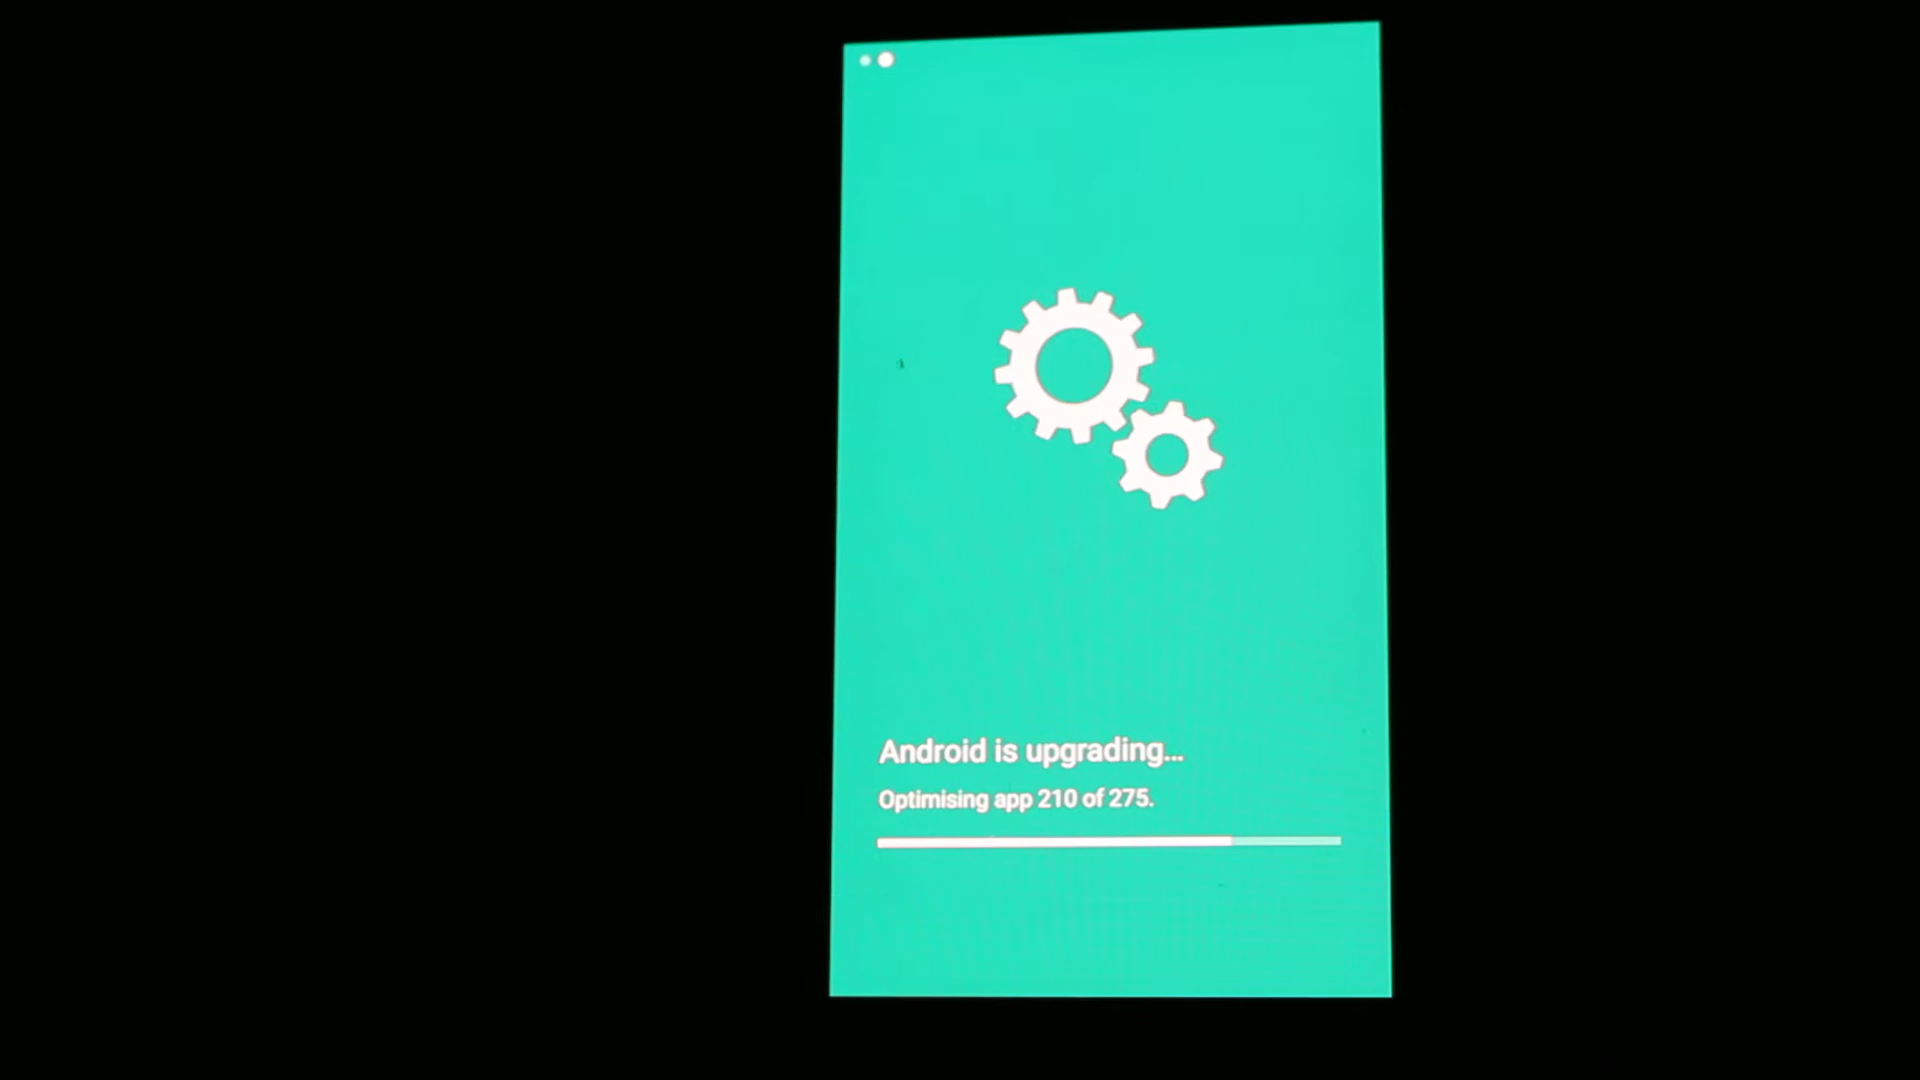 Android is upgrading...
Optimising app 210 of 275.